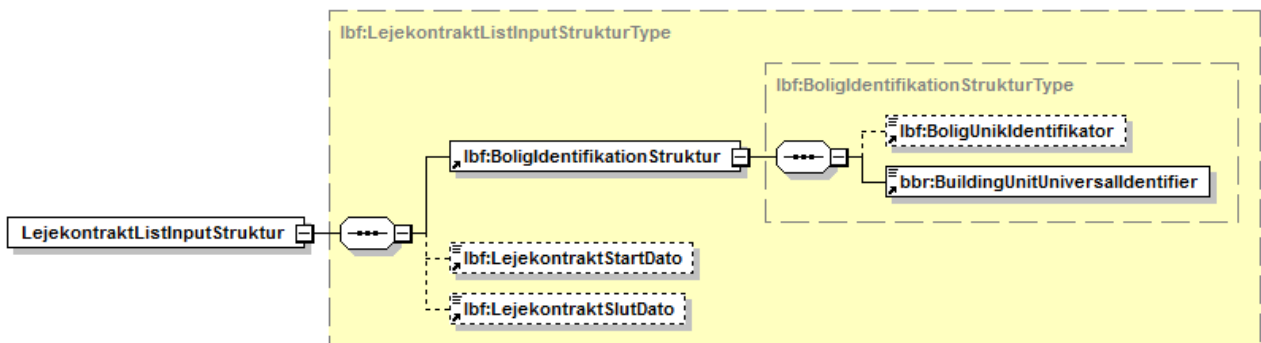 lbf:LejekontraktListInputStrukturType
lbf:BoligIdentifikationStrukturType
lbf:BoligUnikIdentifikator
lbf:BoligIdentifikationStruktur
bbr:BuildingUnitUniversalIdentifier
LejekontraktListInputStruktur
lbf:LejekontraktStartDato
lbf:LejekontraktSlutDato